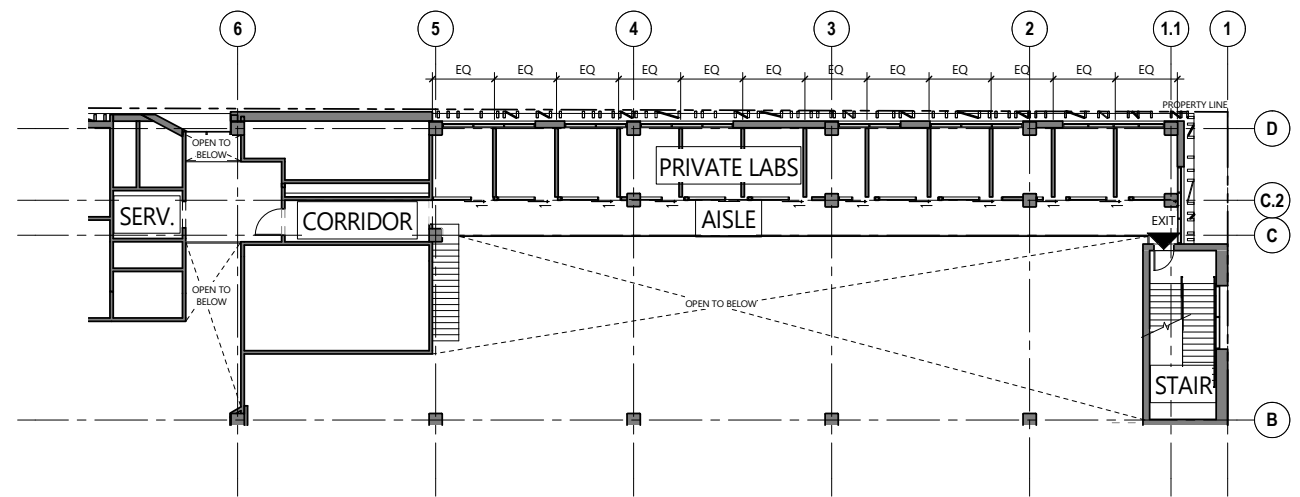 6
5
4
3
2
1.1
1
EQ
EQ
EQ
EQ
EQ
EQ
EQ
EQ
EQ
EQ
EQ
EQ
PROPERTY LINE
D
OPEN TO
BELOW
PRIVATE LABS
C.2
SERV.
CORRIDOR
AISLE
EXIT
C
OPEN TO
BELOW
OPEN TO BELOW
STAIR
B